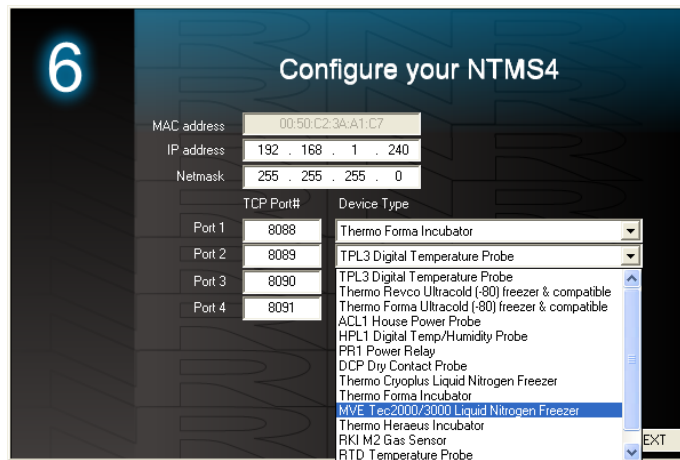 6
Configure your NTMS4
MAC address 00:50:C2:3A:A1:C7
IP address 192 . 168 . 1 . 240
Netmask 255 . 255 . 255 . 0
TCP Port# Device Type
Port 1 8088 Thermo Forma Incubator
Port 2 8089 TPL3 Digital Temperature Probe
Port 3 8090
Port 4 8091
TPL3 Digital Temperature Probe
Thermo Revco Ultracold (-80) freezer & compatible
Thermo Forma Ultracold (-80) freezer & compatible
ACL1 House Power Probe
HPL1 Digital Temp/Humidity Probe
PR1 Power Relay
DCP Dry Contact Probe
Thermo Cryoplus Liquid Nitrogen Freezer
Thermo Forma Incubator
MVE Tec2000/3000 Liquid Nitrogen Freezer
Thermo Heraeus Incubator
RKI M2 Gas Sensor
RTD Temperature Probe
EXT